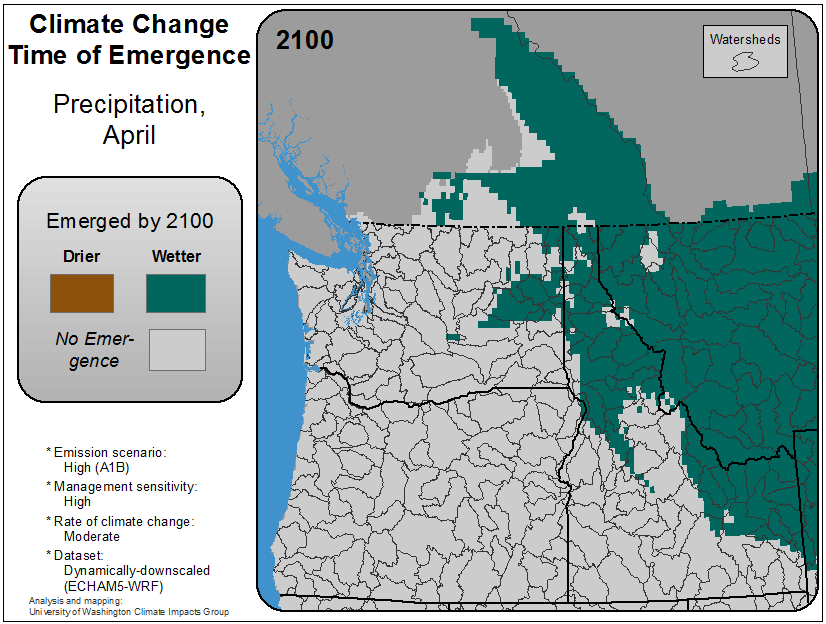 Climate Change
Time of Emergence
Precipitation,
April
Emerged by 2100
Drier
Wetter
No Emer-
gence
* Emission scenario:
High (A1B)
* Management sensitivity:
High
* Rate of climate change:
Moderate
* Dataset:
Dynamically-downscaled
(ECHAM5-WRF)
Analysis and mapping:
University of Washington Climate Impacts Group
2100
Watersheds